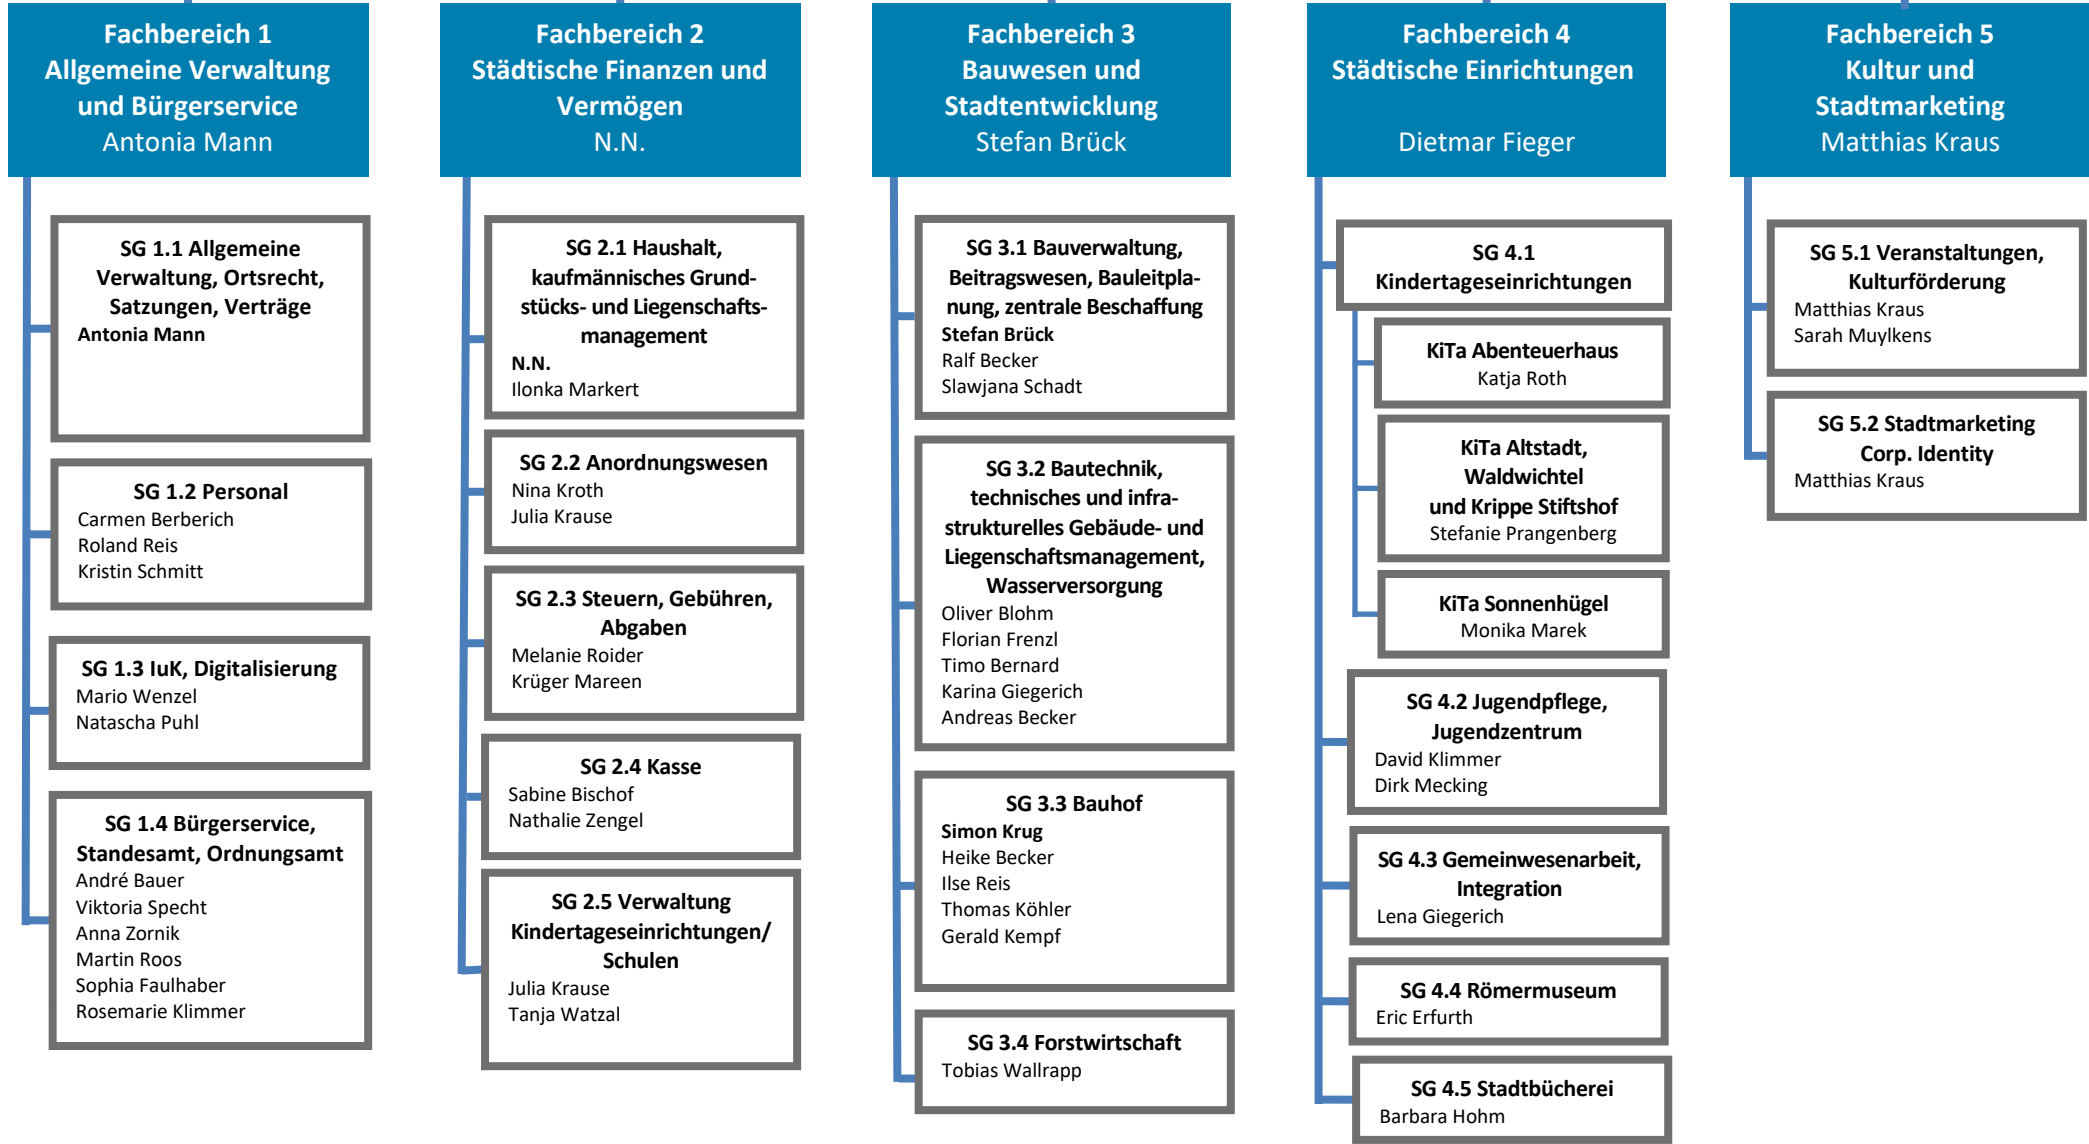 Fachbereich 1
Allgemeine Verwaltung
und Bürgerservice
Antonia Mann
SG 1.1 Allgemeine
Verwaltung, Ortsrecht,
Satzungen, Verträge
Antonia Mann
SG 1.2 Personal
Carmen Berberich
Roland Reis
Kristin Schmitt
SG 1.3 IuK, Digitalisierung
Mario Wenzel
Natascha Puhl
SG 1.4 Bürgerservice,
Standesamt, Ordnungsamt
André Bauer
Viktoria Specht
Anna Zornik
Martin Roos
Sophia Faulhaber
Rosemarie Klimmer
Fachbereich 2
Städtische Finanzen und
Vermögen
N.N.
SG 2.1 Haushalt,
kaufmännisches Grund-
stücks- und Liegenschafts-
management
N.N.
Ilonka Markert
SG 2.2 Anordnungswesen
Nina Kroth
Julia Krause
SG 2.3 Steuern, Gebühren,
Abgaben
Melanie Roider
Krüger Mareen
SG 2.4 Kasse
Sabine Bischof
Nathalie Zengel
SG 2.5 Verwaltung
Kindertageseinrichtungen/
Schulen
Julia Krause
Tanja Watzal
Fachbereich 3
Bauwesen und
Stadtentwicklung
Stefan Brück
SG 3.1 Bauverwaltung,
Beitragswesen, Bauleitpla-
nung, zentrale Beschaffung
Stefan Brück
Ralf Becker
Slawjana Schadt
SG 3.2 Bautechnik,
technisches und infra-
strukturelles Gebäude- und
Liegenschaftsmanagement,
Wasserversorgung
Oliver Blohm
Florian Frenzl
Timo Bernard
Karina Giegerich
Andreas Becker
SG 3.3 Bauhof
Simon Krug
Heike Becker
Ilse Reis
Thomas Köhler
Gerald Kempf
SG 3.4 Forstwirtschaft
Tobias Wallrapp
Fachbereich 4
Städtische Einrichtungen
Dietmar Fieger
SG 4.1
Kindertageseinrichtungen
KiTa Abenteuerhaus
Katja Roth
KiTa Altstadt,
Waldwichtel
und Krippe Stiftshof
Stefanie Prangenberg
KiTa Sonnenhügel
Monika Marek
SG 4.2 Jugendpflege,
Jugendzentrum
David Klimmer
Dirk Mecking
SG 4.3 Gemeinwesenarbeit,
Integration
Lena Giegerich
SG 4.4 Römermuseum
Eric Erfurth
SG 4.5 Stadtbücherei
Barbara Hohm
Fachbereich 5
Kultur und
Stadtmarketing
Matthias Kraus
SG 5.1 Veranstaltungen,
Kulturförderung
Matthias Kraus
Sarah Muylkens
SG 5.2 Stadtmarketing
Corp. Identity
Matthias Kraus